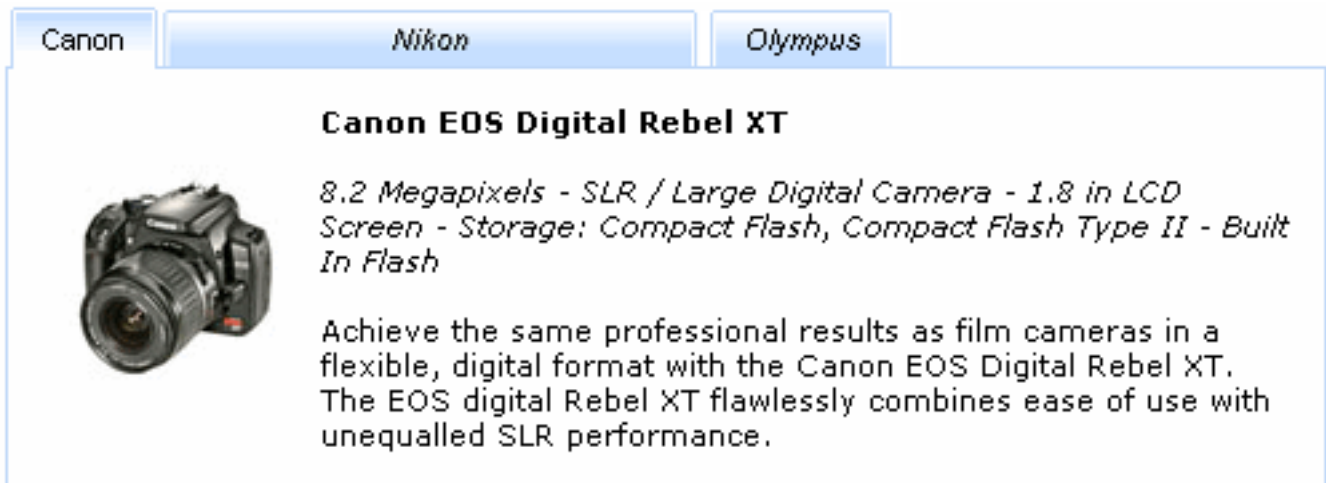 Canon Nikon Olympus
Canon EOS Digital Rebel XT
8.2 Megapixels - SLR / Large Digital Camera - 1.8 in LCD
Screen - Storage: Compact Flash, Compact Flash Type II - Built
In Flash
Achieve the same professional results as film cameras in a
flexible, digital format with the Canon EOS Digital Rebel XT.
The EOS digital Rebel XT flawlessly combines ease of use with
unequalled SLR performance.